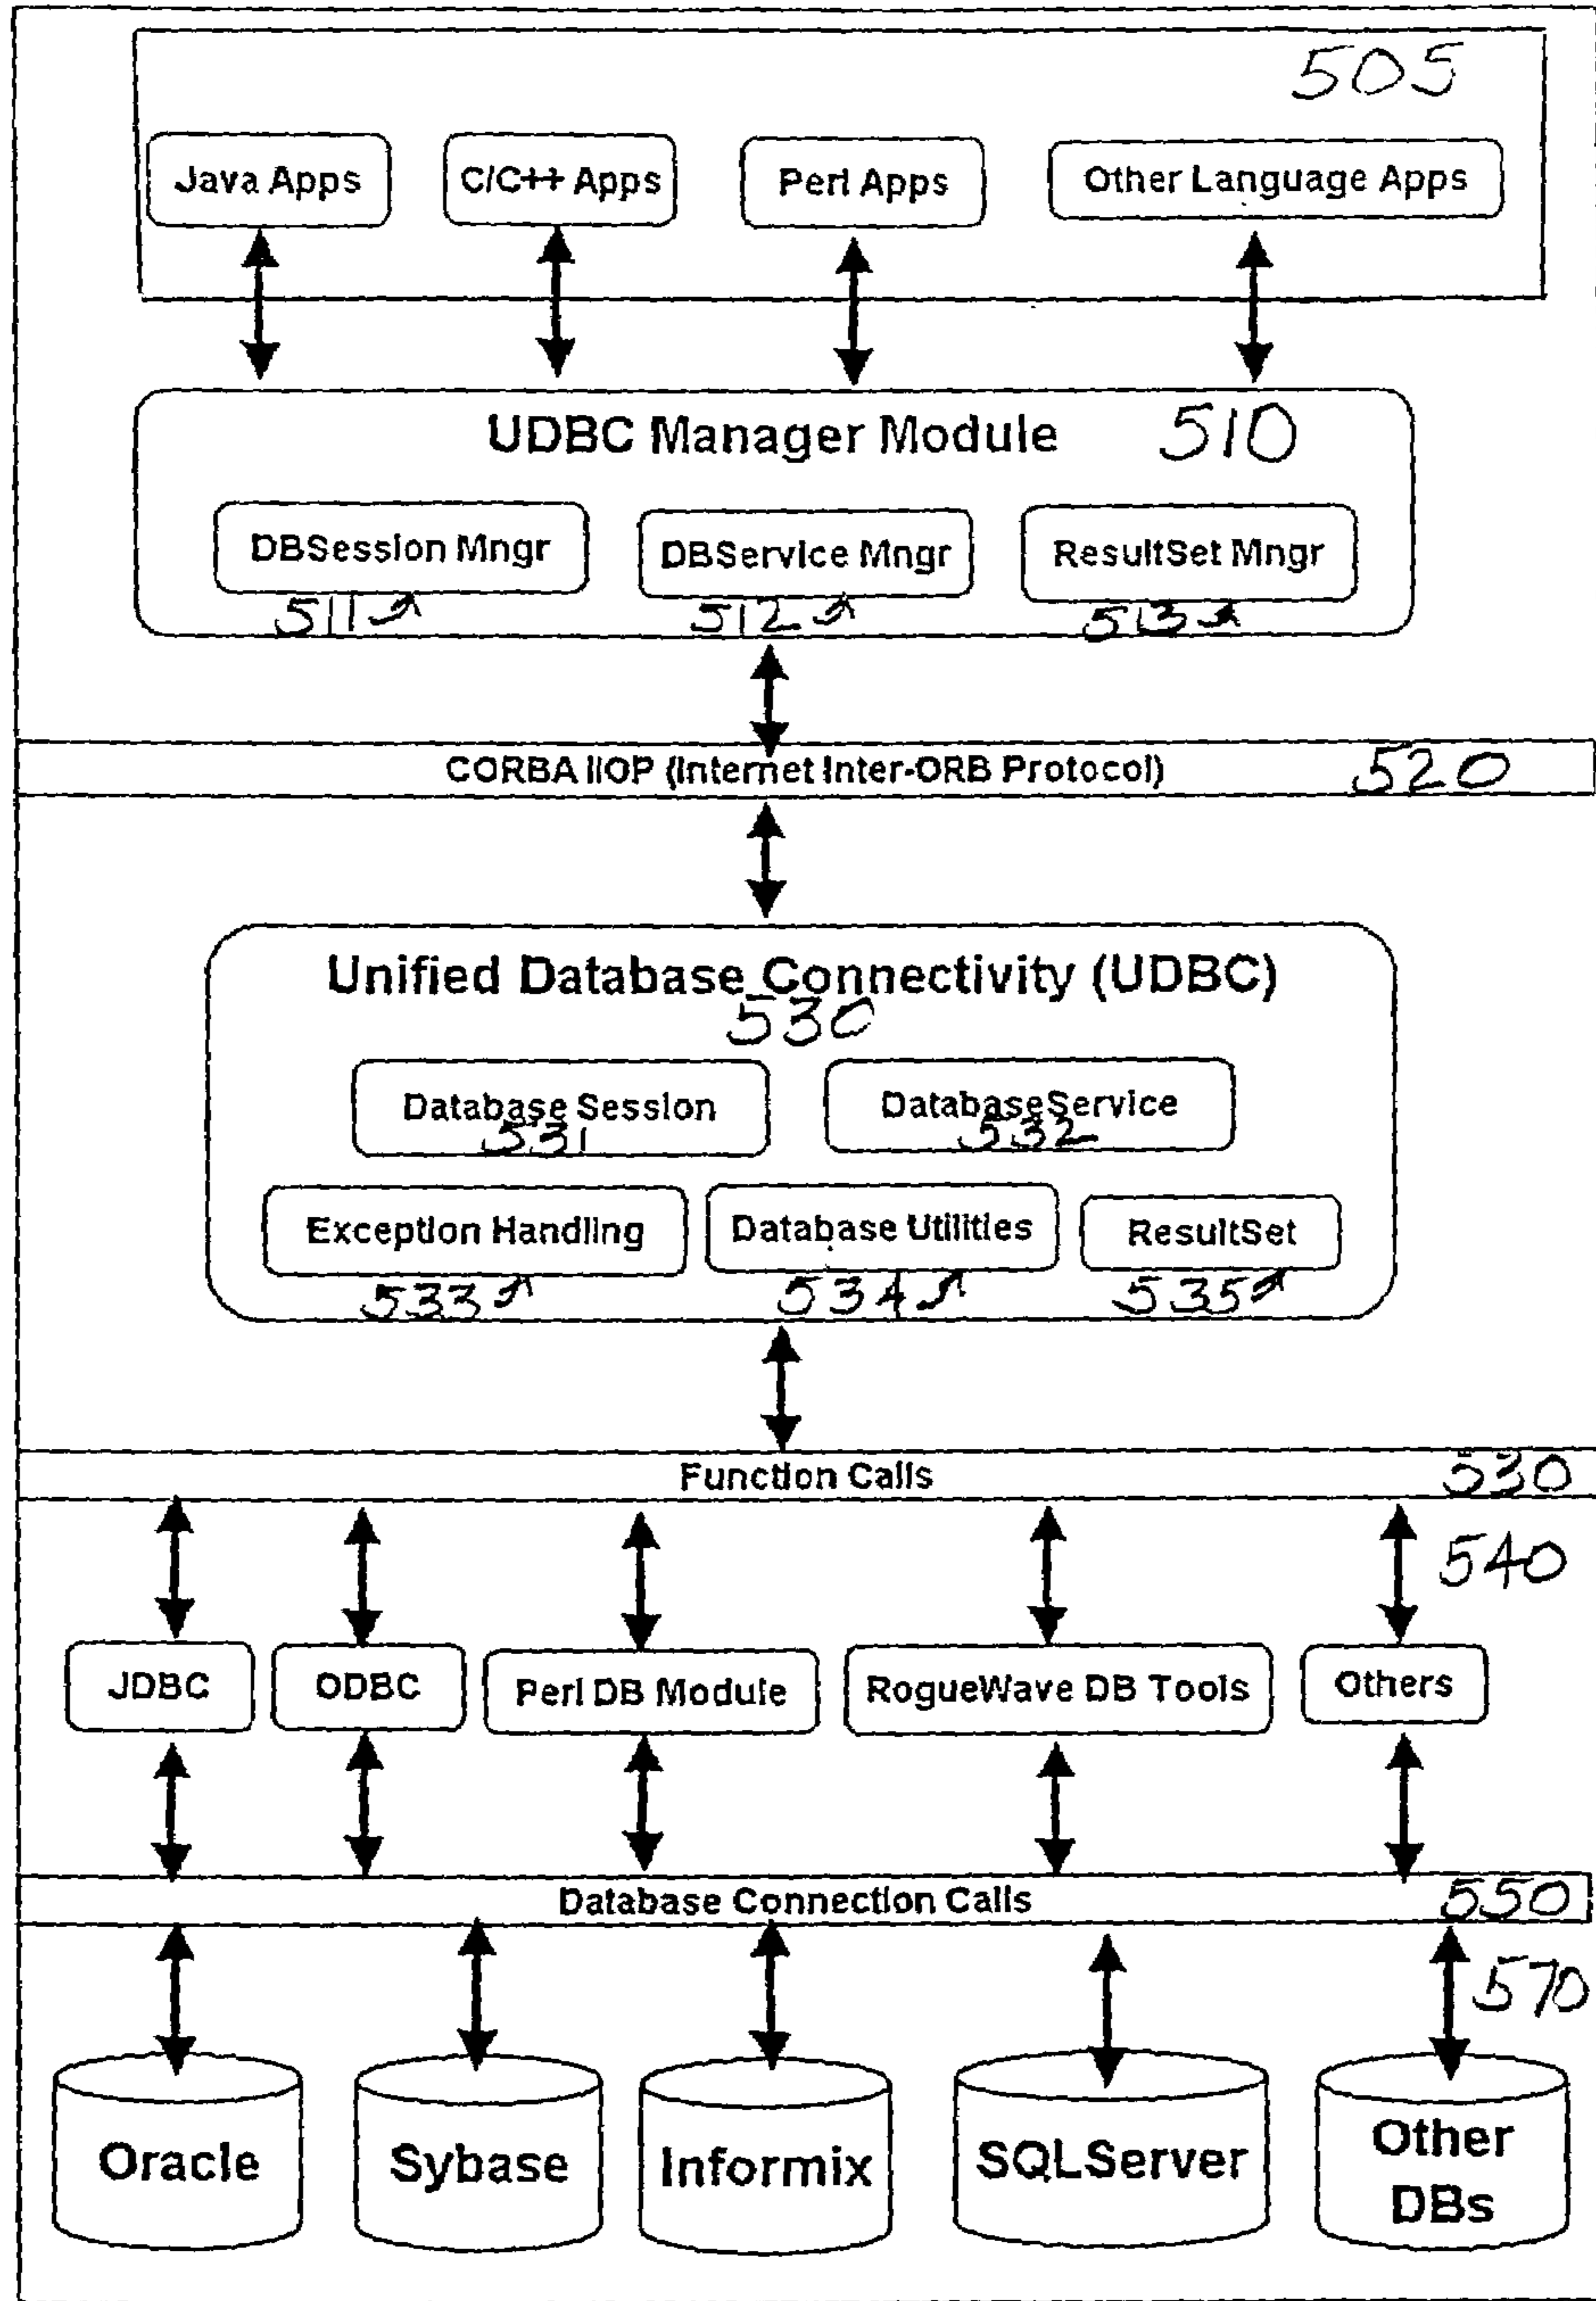 505
Java Apps
C/C++ Apps
Perl Apps
Other Language Apps
UDBC Manager Module 510
DBSession Mngr
DBService Mngr
ResultSet Mngr
511
512
513
CORBA IIOP (Internet Inter-ORB Protocol) 520
Unified Database Connectivity (UDBC)
530
Database Session
531
DatabaseService
532
Exception Handling
Database Utilities
ResultSet
533
534
535
Function Calls 530
540
JDBC
ODBC
Perl DB Module
RogueWave DB Tools
Others
Database Connection Calls 550
570
Oracle
Sybase
Informix
SQLServer
Other
DBs